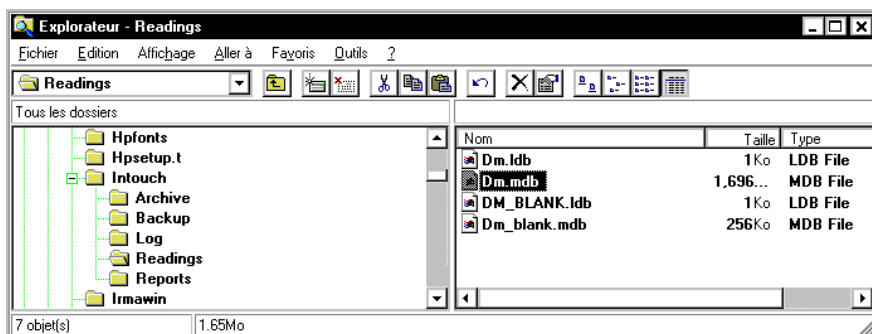 Explorateur - Readings
Fichier Edition Affichage Aller à Favoris Outils ?
Readings
Tous les dossiers
Hpfonts
Hpsetup.t
Intouch
Archive
Backup
Log
Readings
Reports
Irmawin
Nom Taille Type
Dm.ldb 1Ko LDB File
Dm.mdb 1,696... MDB File
DM_BLANK.ldb 1Ko LDB File
Dm_blank.mdb 256Ko MDB File
7 objet(s) 1.65Mo